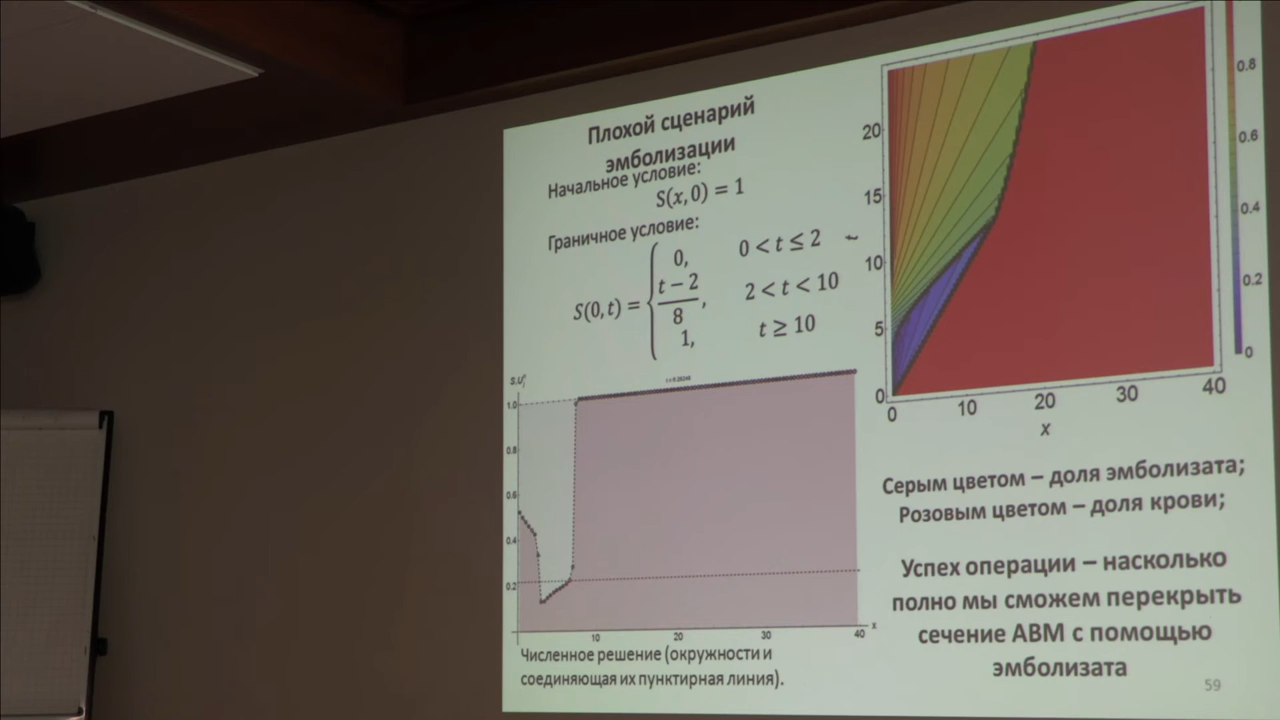 Плохой сценарий
эмболизации
Начальное условие:
S(x, 0) = 1
Граничное условие:
0, 0 < t ≤ 2
S(0, t) = { t − 2 / 8, 2 < t < 10
1, t ≥ 10
1.0
0.8
0.6
0.4
0.2
10 20 30 40 x
Численное решение (окружности и
соединяющая их пунктирная линия).
20
15
10
5
0
0 10 20 30 40
x
0.8
0.6
0.4
0.2
0
Серым цветом – доля эмболизата;
Розовым цветом – доля крови;
Успех операции – насколько
полно мы сможем перекрыть
сечение АВМ с помощью
эмболизата
59